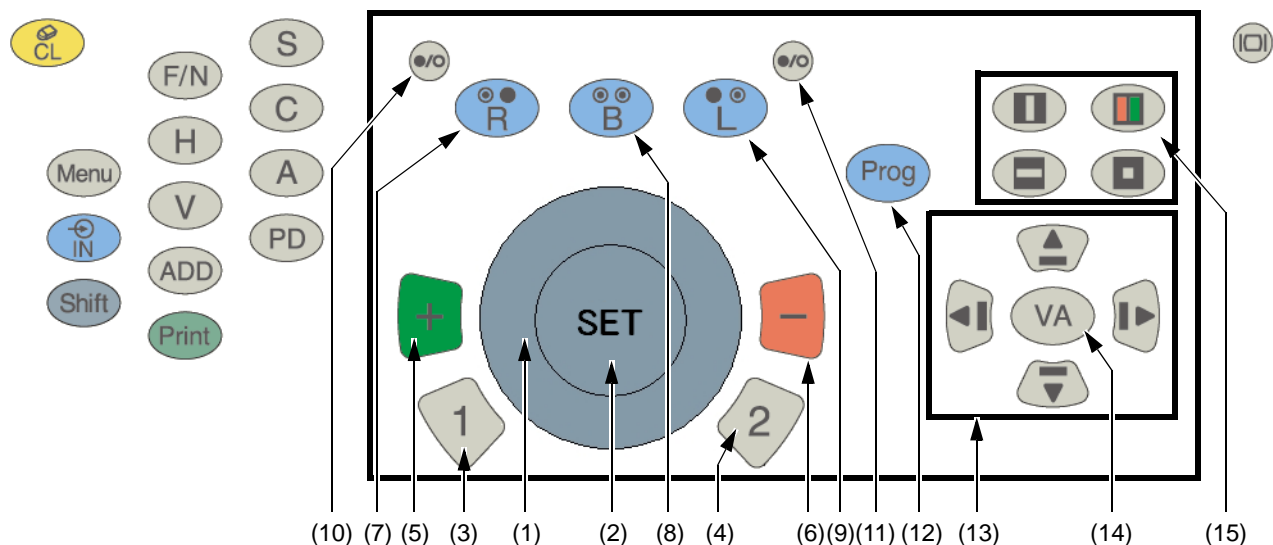 CL
S
F/N
C
H
Menu
A
V
IN
PD
ADD
Shift
Print
●/○
●/○
R
B
L
Prog
+
SET
−
1
2
VA
(10) (7) (5) (3) (1) (2) (8) (4) (6)(9)(11) (12) (13) (14) (15)